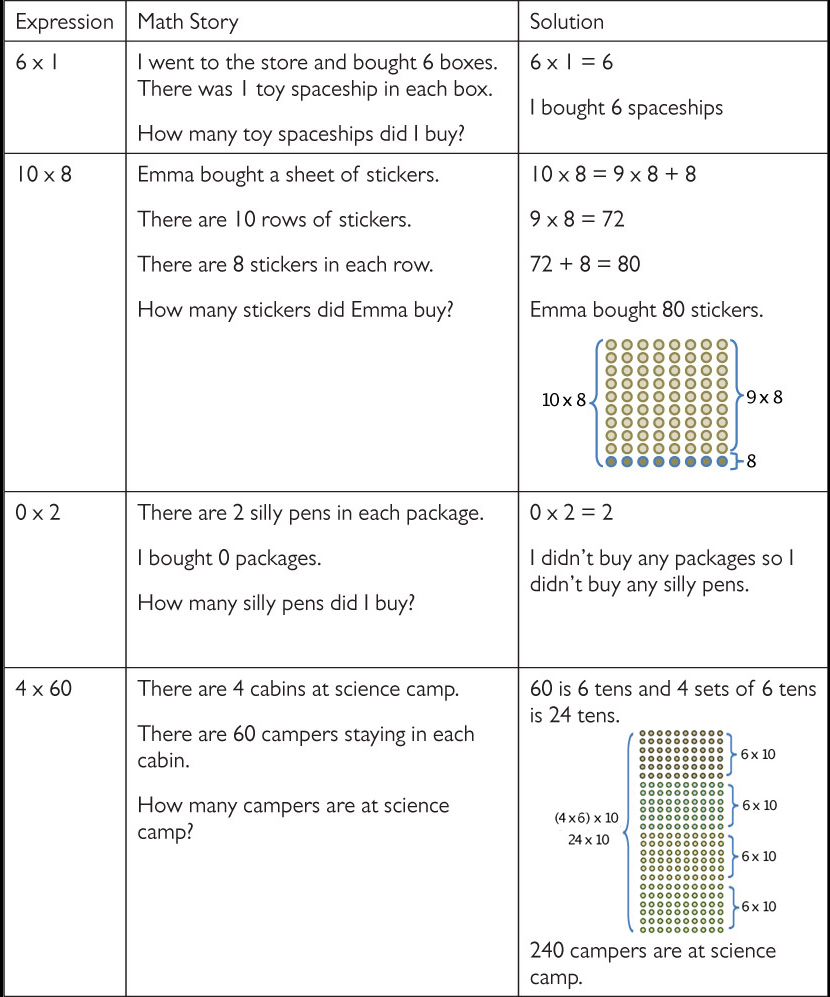 Expression Math Story Solution
6 x 1
I went to the store and bought 6 boxes.
There was 1 toy spaceship in each box.
How many toy spaceships did I buy?
6 x 1 = 6
I bought 6 spaceships
10 x 8
Emma bought a sheet of stickers.
There are 10 rows of stickers.
There are 8 stickers in each row.
How many stickers did Emma buy?
10 x 8 = 9 x 8 + 8
9 x 8 = 72
72 + 8 = 80
Emma bought 80 stickers.
10 x 8
9 x 8
8
0 x 2
There are 2 silly pens in each package.
I bought 0 packages.
How many silly pens did I buy?
0 x 2 = 2
I didn't buy any packages so I
didn't buy any silly pens.
4 x 60
There are 4 cabins at science camp.
There are 60 campers staying in each
cabin.
How many campers are at science
camp?
60 is 6 tens and 4 sets of 6 tens
is 24 tens.
(4 x 6) x 10
24 x 10
6 x 10
6 x 10
6 x 10
6 x 10
240 campers are at science
camp.